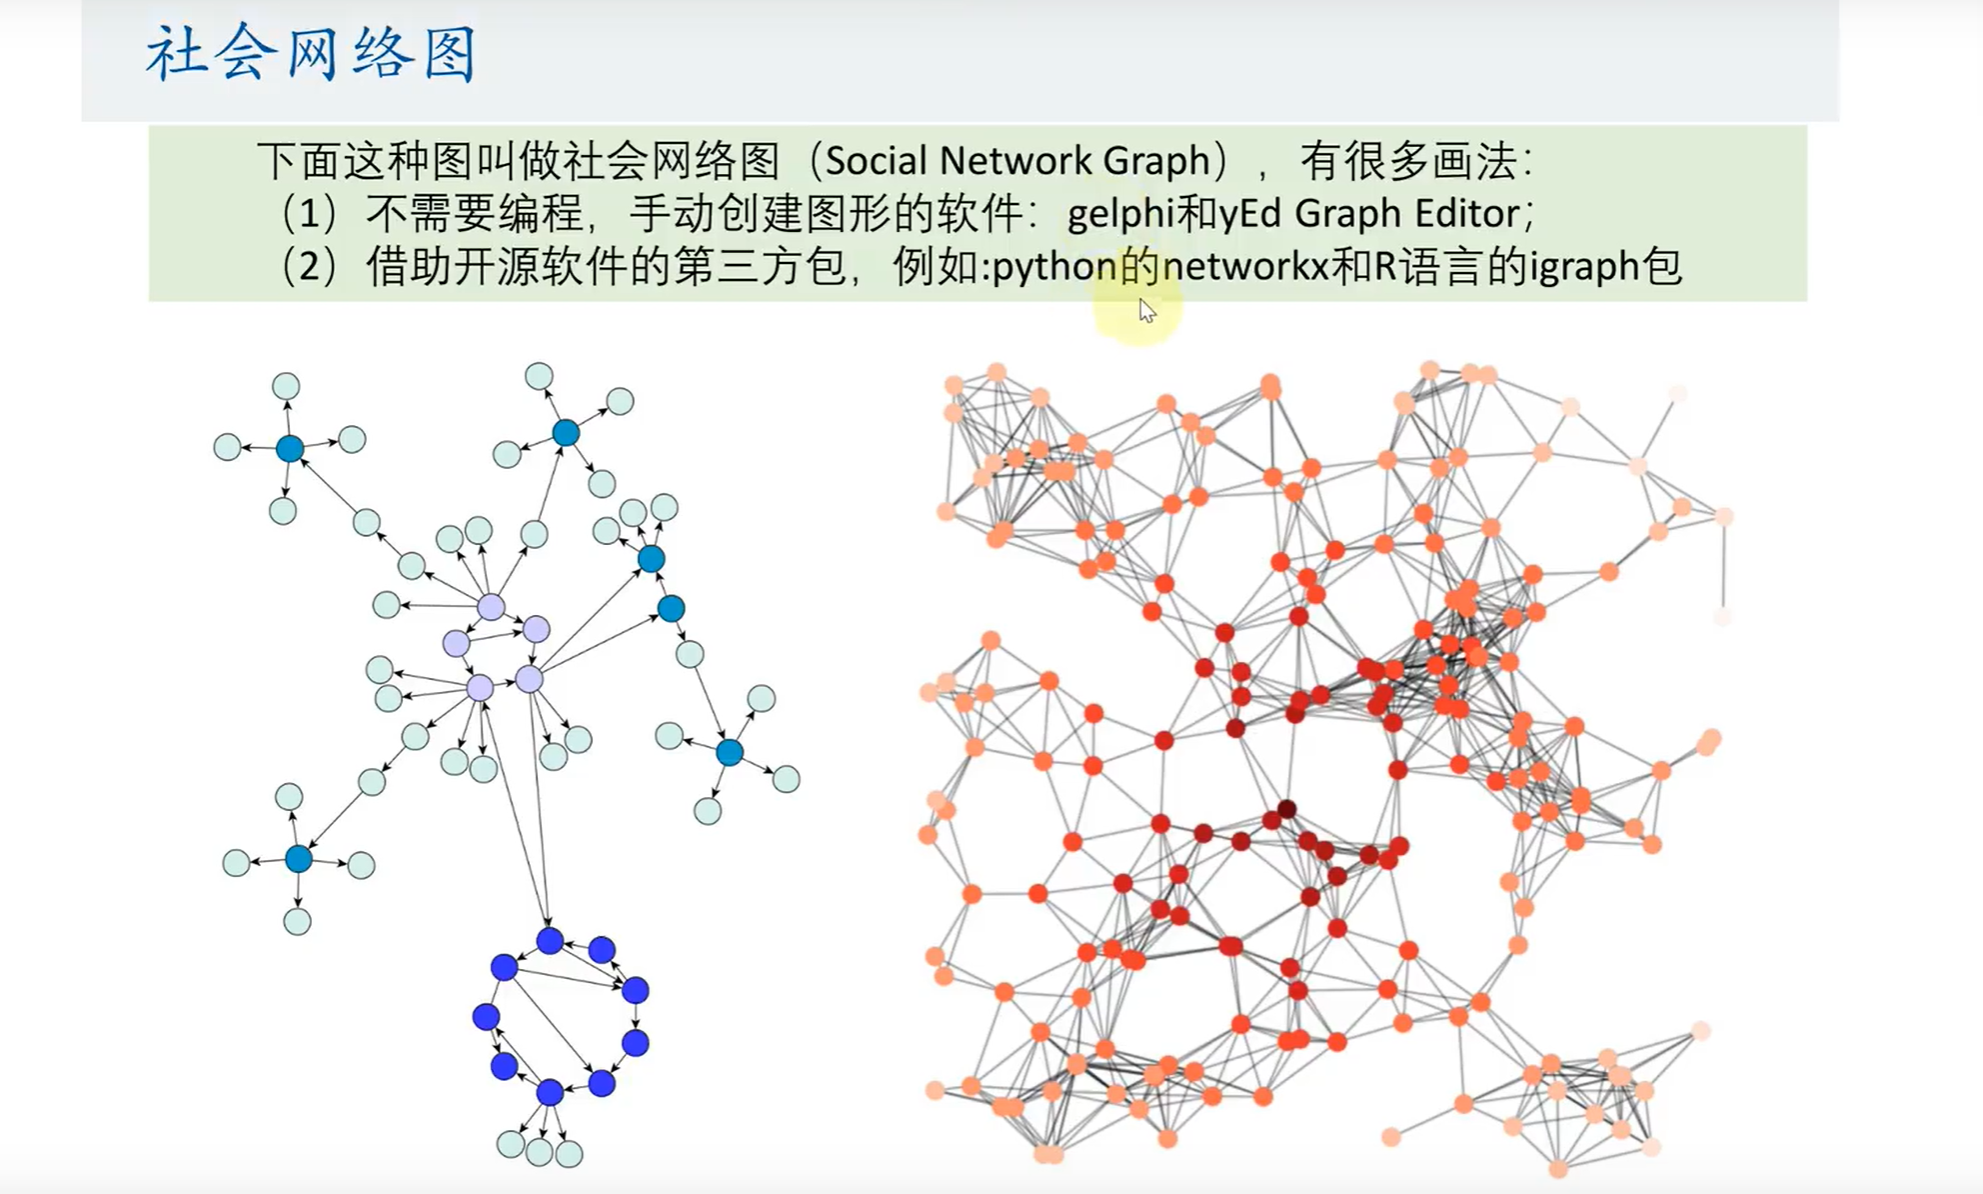 社会网络图
下面这种图叫做社会网络图（Social Network Graph），有很多画法：
（1）不需要编程，手动创建图形的软件：gelphi和yEd Graph Editor；
（2）借助开源软件的第三方包，例如:python的networkx和R语言的igraph包